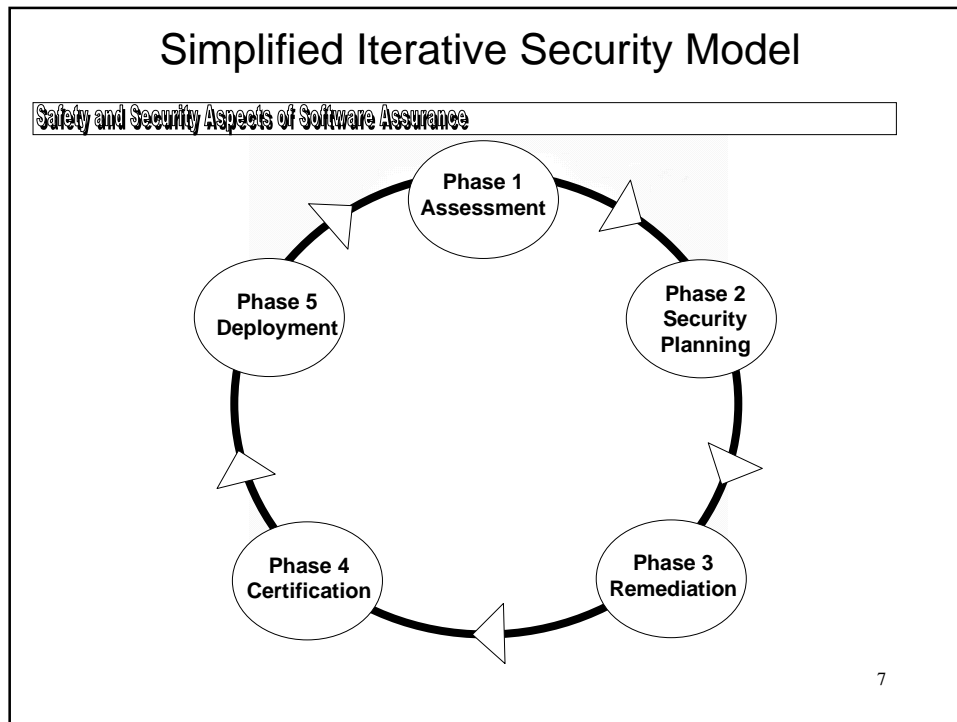 Simplified Iterative Security Model
Safety and Security Aspects of Software Assurance
Phase 1
Assessment
Phase 2
Security
Planning
Phase 3
Remediation
Phase 4
Certification
Phase 5
Deployment
7